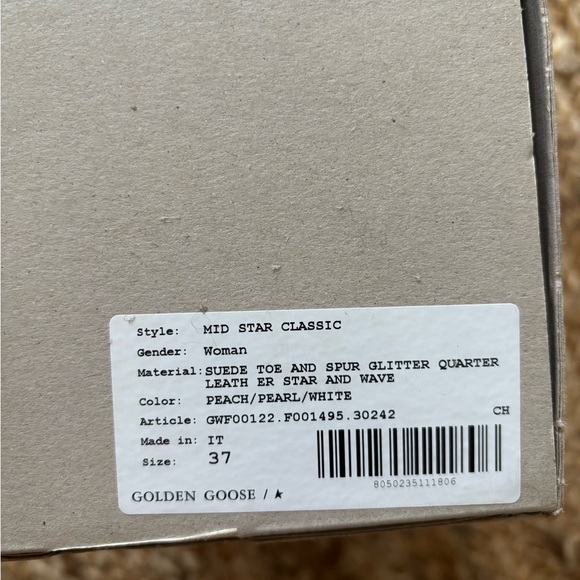 Style: MID STAR CLASSIC
Gender: Woman
Material: SUEDE TOE AND SPUR GLITTER QUARTER
LEATH ER STAR AND WAVE
Color: PEACH/PEARL/WHITE
Article: GWF00122.F001495.30242 CH
Made in: IT
Size: 37
8050235111806
GOLDEN GOOSE / ★